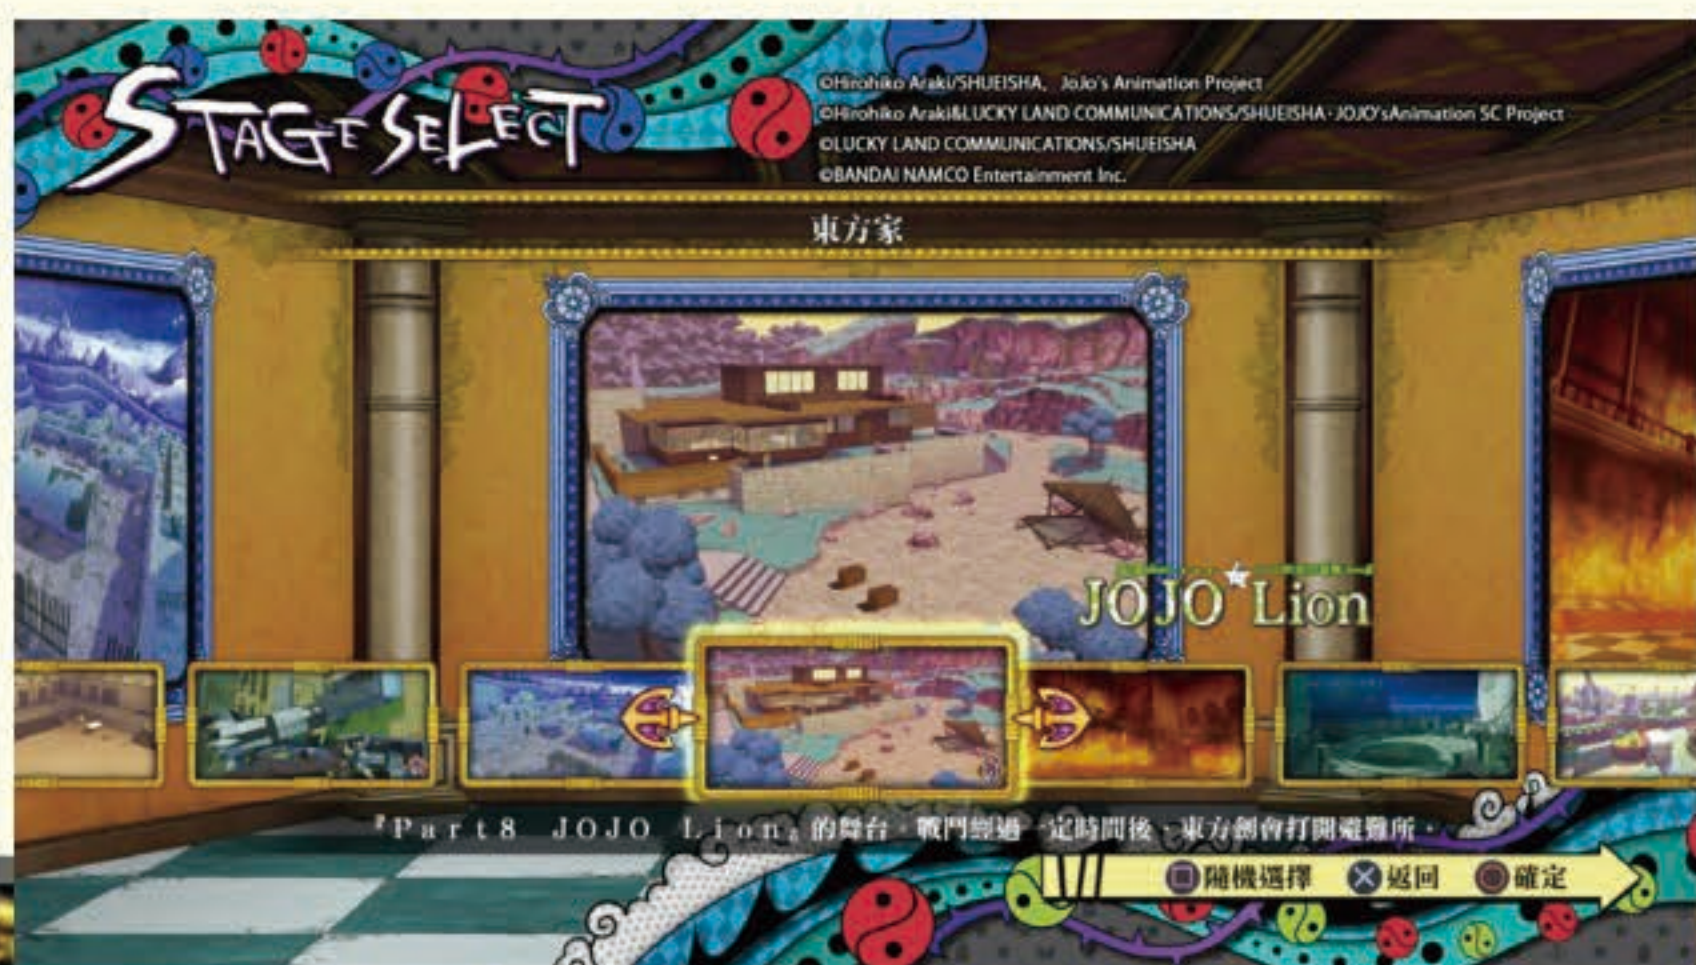 STAGE SELECT
©Hirohiko Araki/SHUEISHA, JoJo's Animation Project
©Hirohiko Araki&LUCKY LAND COMMUNICATIONS/SHUEISHA·JOJO'sAnimation SC Project
©LUCKY LAND COMMUNICATIONS/SHUEISHA
©BANDAI NAMCO Entertainment Inc.
東方家
JOJO Lion
『Part8 JOJO Lion』的舞台。戰鬥經過一定時間後，東方劍會打開避難所。
隨機選擇 返回 確定